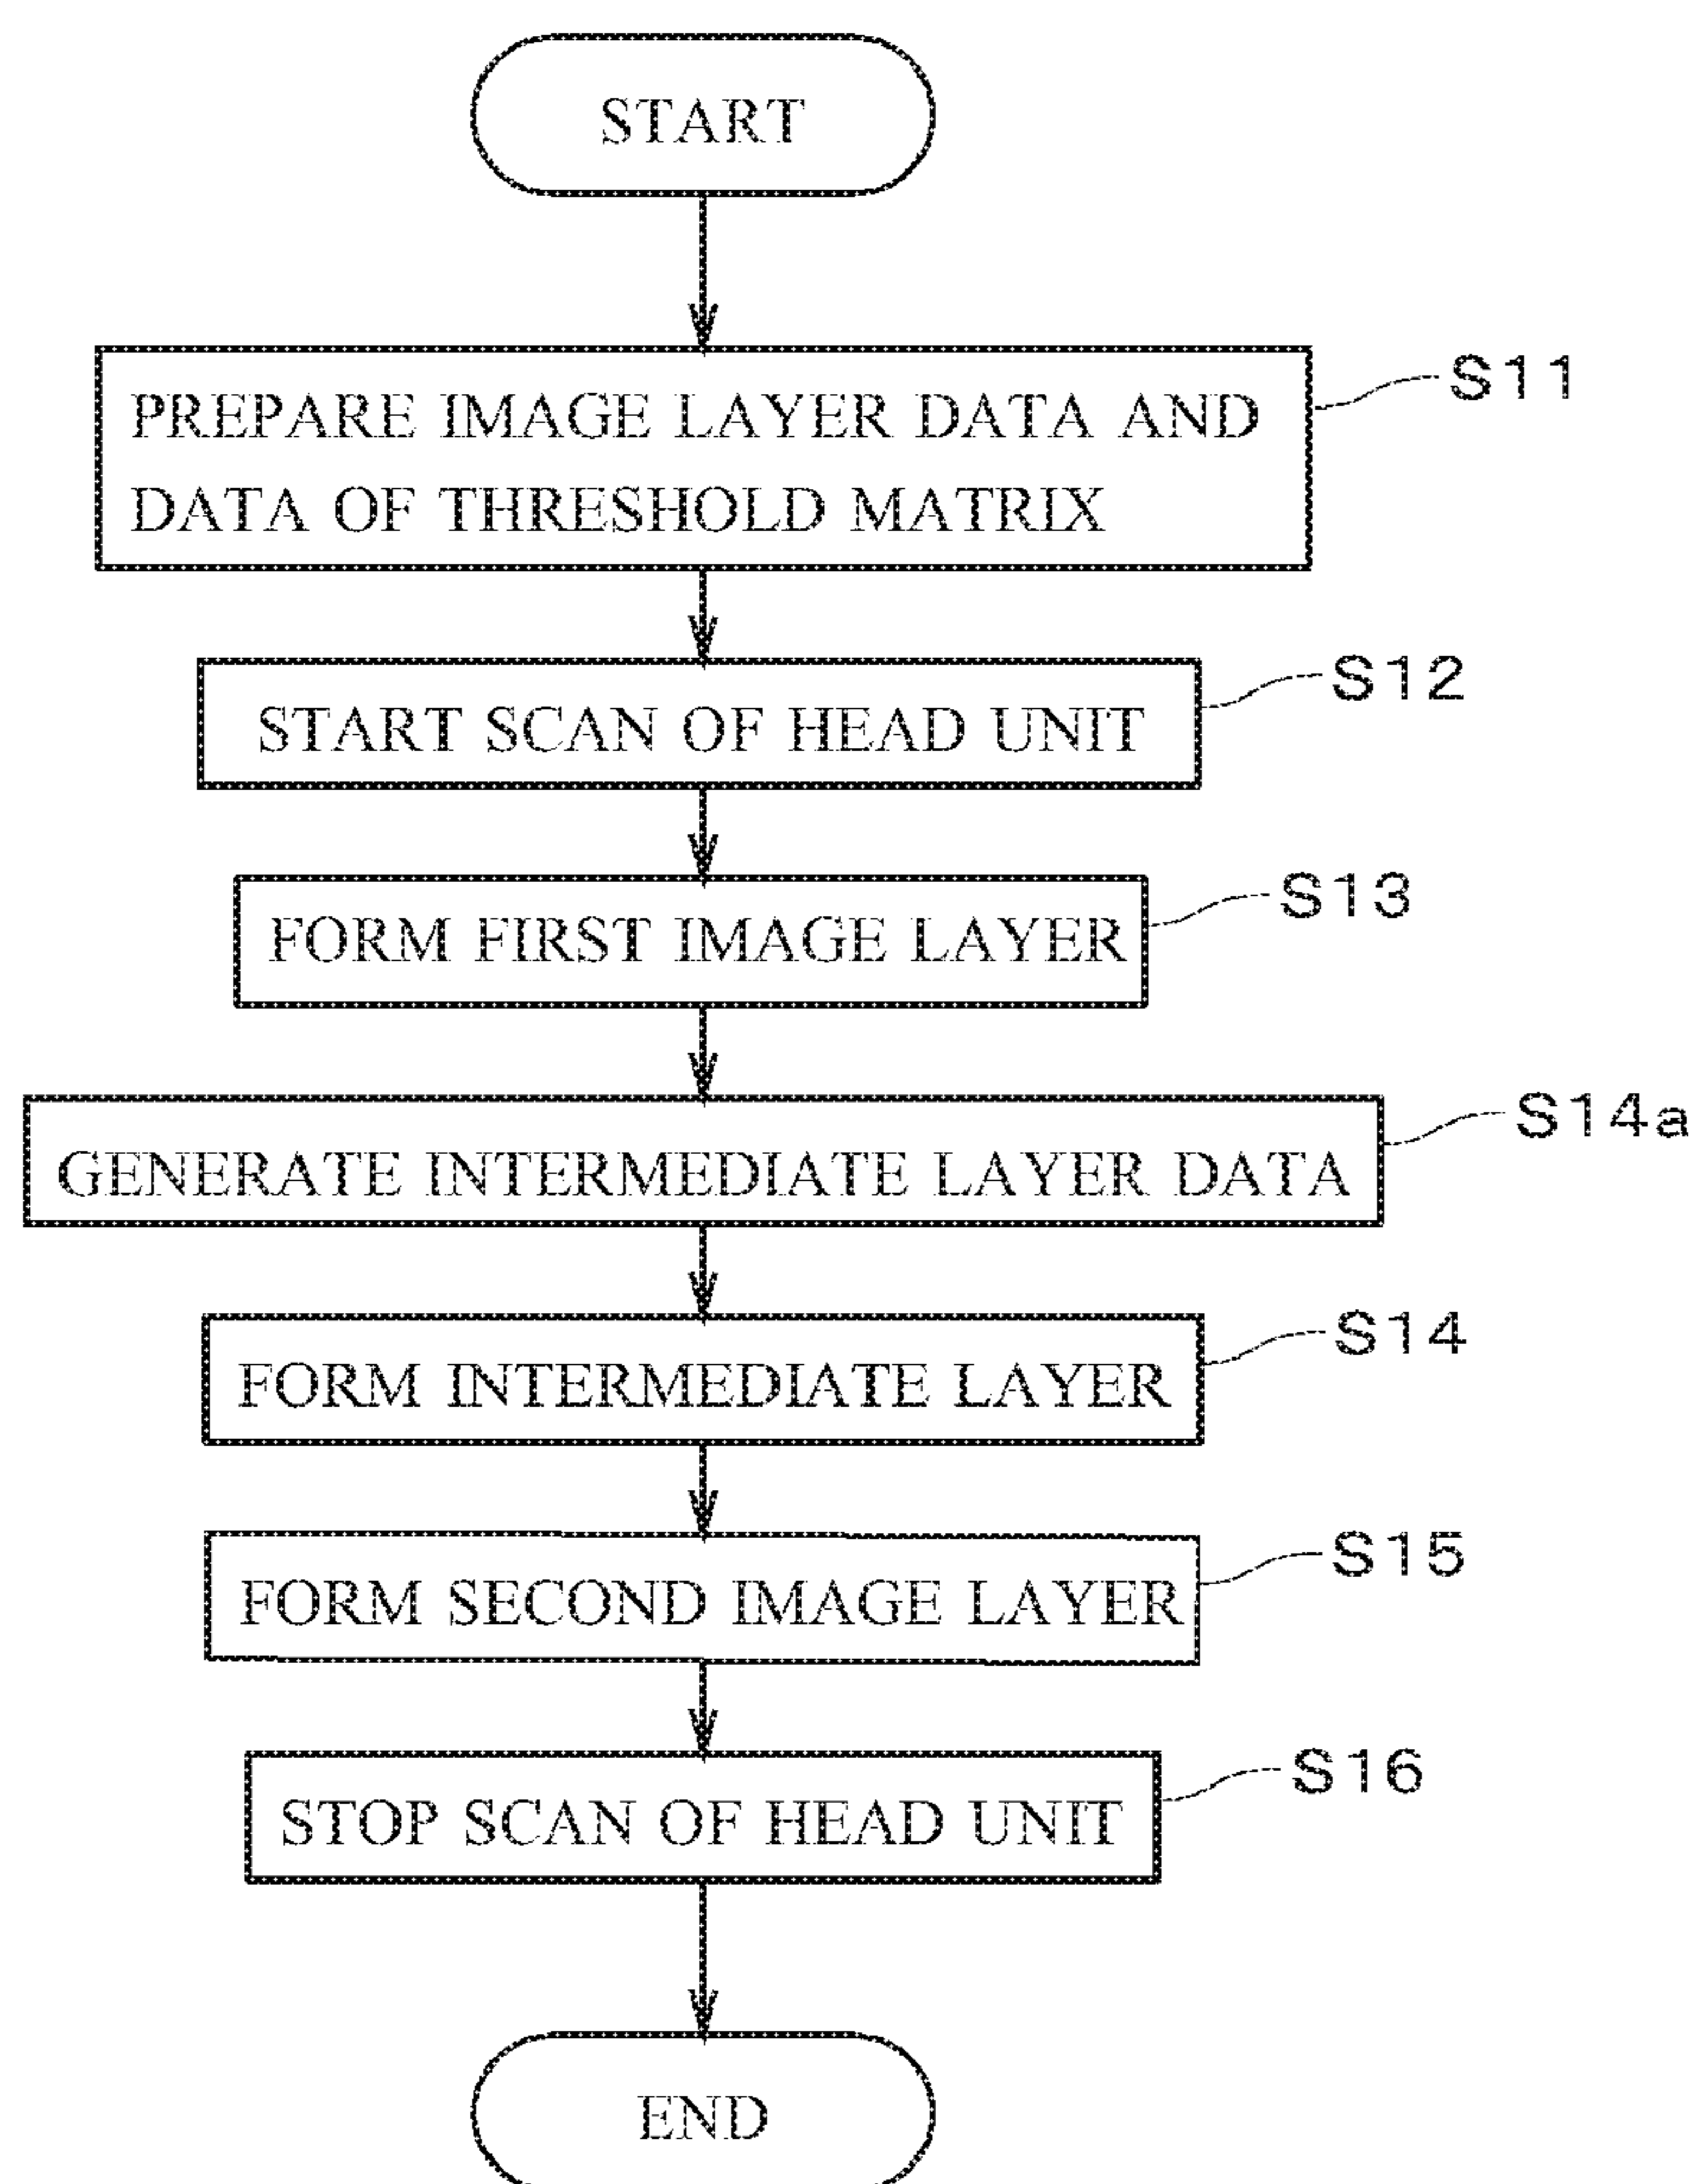 START
PREPARE IMAGE LAYER DATA AND
DATA OF THRESHOLD MATRIX
S11
START SCAN OF HEAD UNIT
S12
FORM FIRST IMAGE LAYER
S13
GENERATE INTERMEDIATE LAYER DATA
S14a
FORM INTERMEDIATE LAYER
S14
FORM SECOND IMAGE LAYER
S15
STOP SCAN OF HEAD UNIT
S16
END